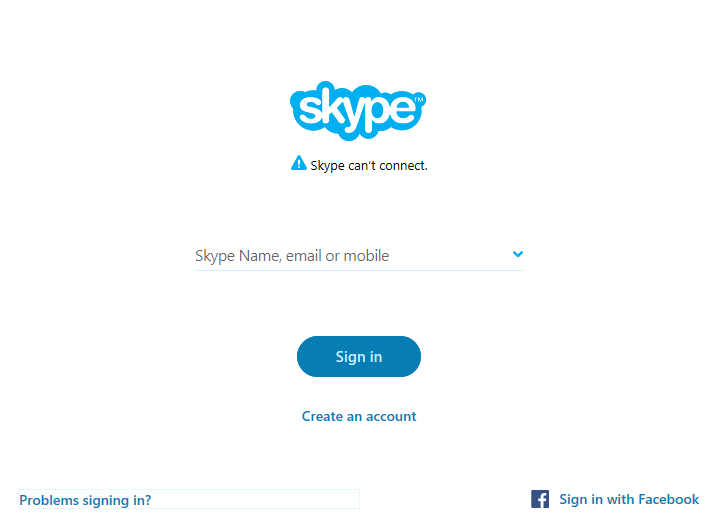 skype™
Skype can't connect.
Skype Name, email or mobile
Sign in
Create an account
Problems signing in?
Sign in with Facebook